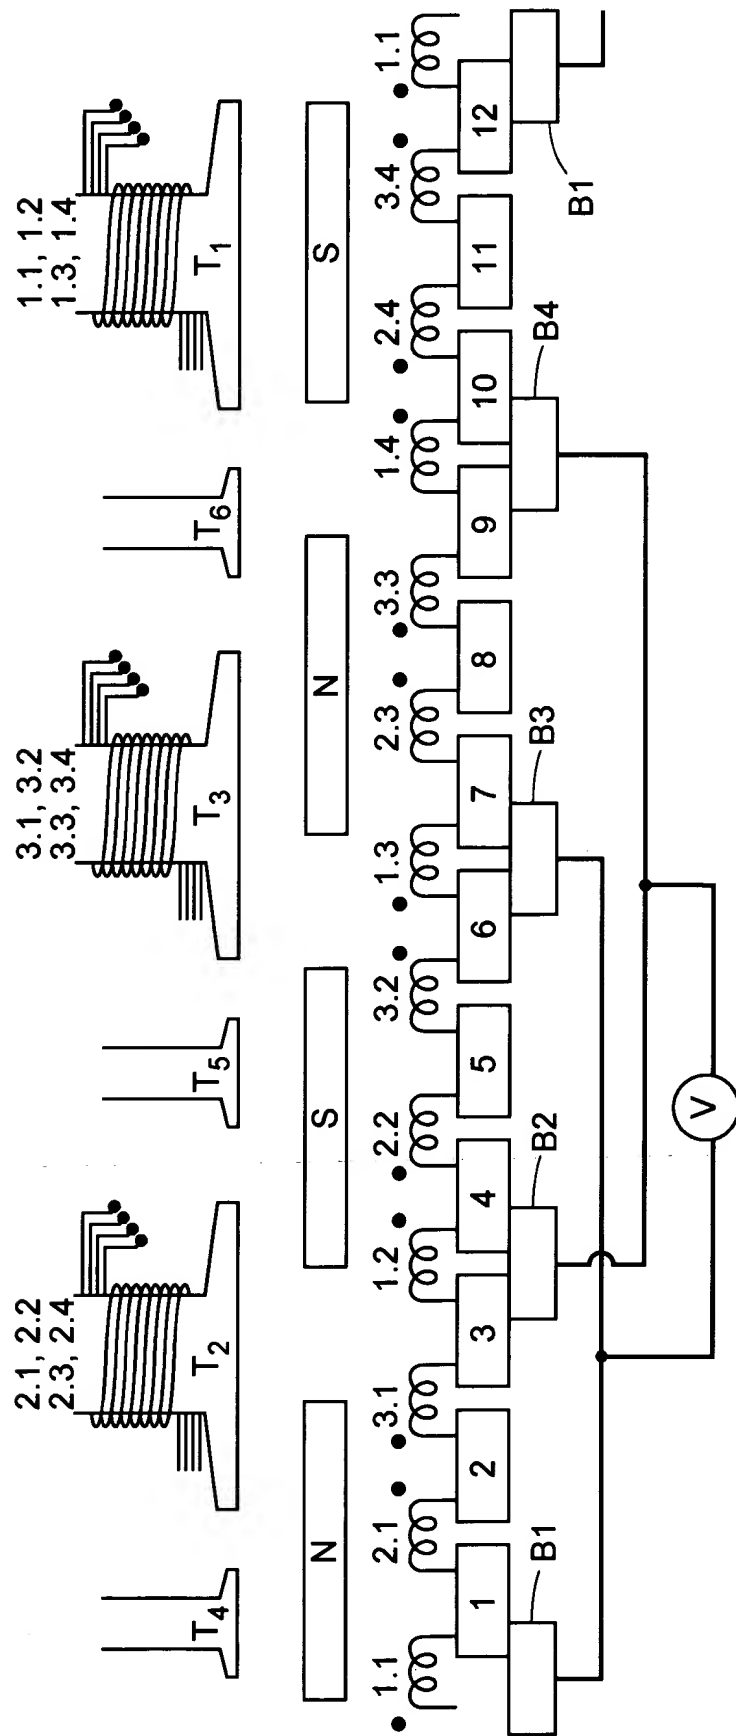 2.1, 2.2 3.1, 3.2 1.1, 1.2
2.3, 2.4 3.3, 3.4 1.3, 1.4
T4 T2 T5 T3 T6 T1
N S N S
1.1 2.1 3.1 1.2 2.2 3.2 1.3 2.3 3.3 1.4 2.4 3.4 1.1
1 2 3 4 5 6 7 8 9 10 11 12
B1 B2 B3 B4 B1
V